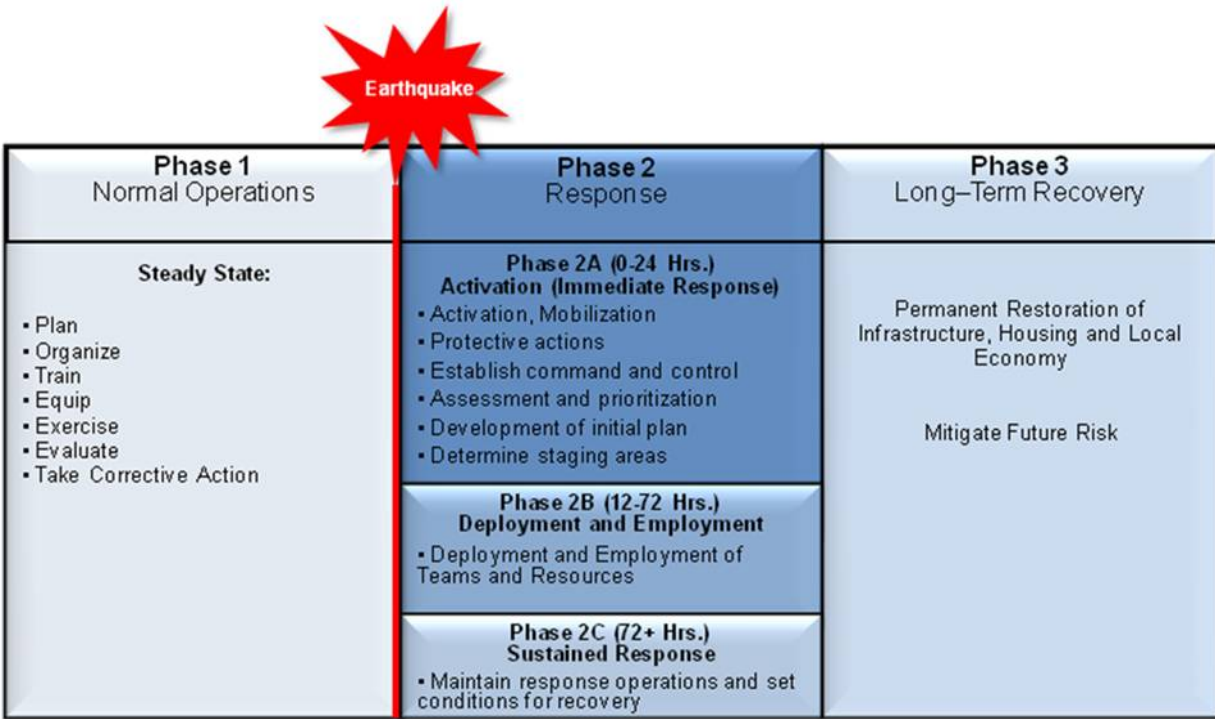 Earthquake
Phase 1
Normal Operations
Phase 2
Response
Phase 3
Long–Term Recovery
Steady State:
▪ Plan
▪ Organize
▪ Train
▪ Equip
▪ Exercise
▪ Evaluate
▪ Take Corrective Action
Phase 2A (0-24 Hrs.)
Activation (Immediate Response)
▪ Activation, Mobilization
▪ Protective actions
▪ Establish command and control
▪ Assessment and prioritization
▪ Development of initial plan
▪ Determine staging areas
Phase 2B (12-72 Hrs.)
Deployment and Employment
▪ Deployment and Employment of
Teams and Resources
Phase 2C (72+ Hrs.)
Sustained Response
▪ Maintain response operations and set
conditions for recovery
Permanent Restoration of
Infrastructure, Housing and Local
Economy
Mitigate Future Risk